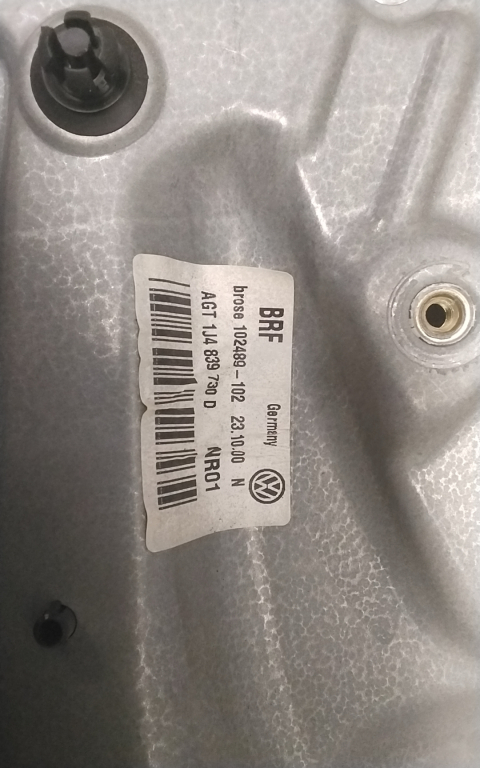 BRF Germany
brose 102489-102 23.10.00 N
AGT 1J4 839 730 D NR01